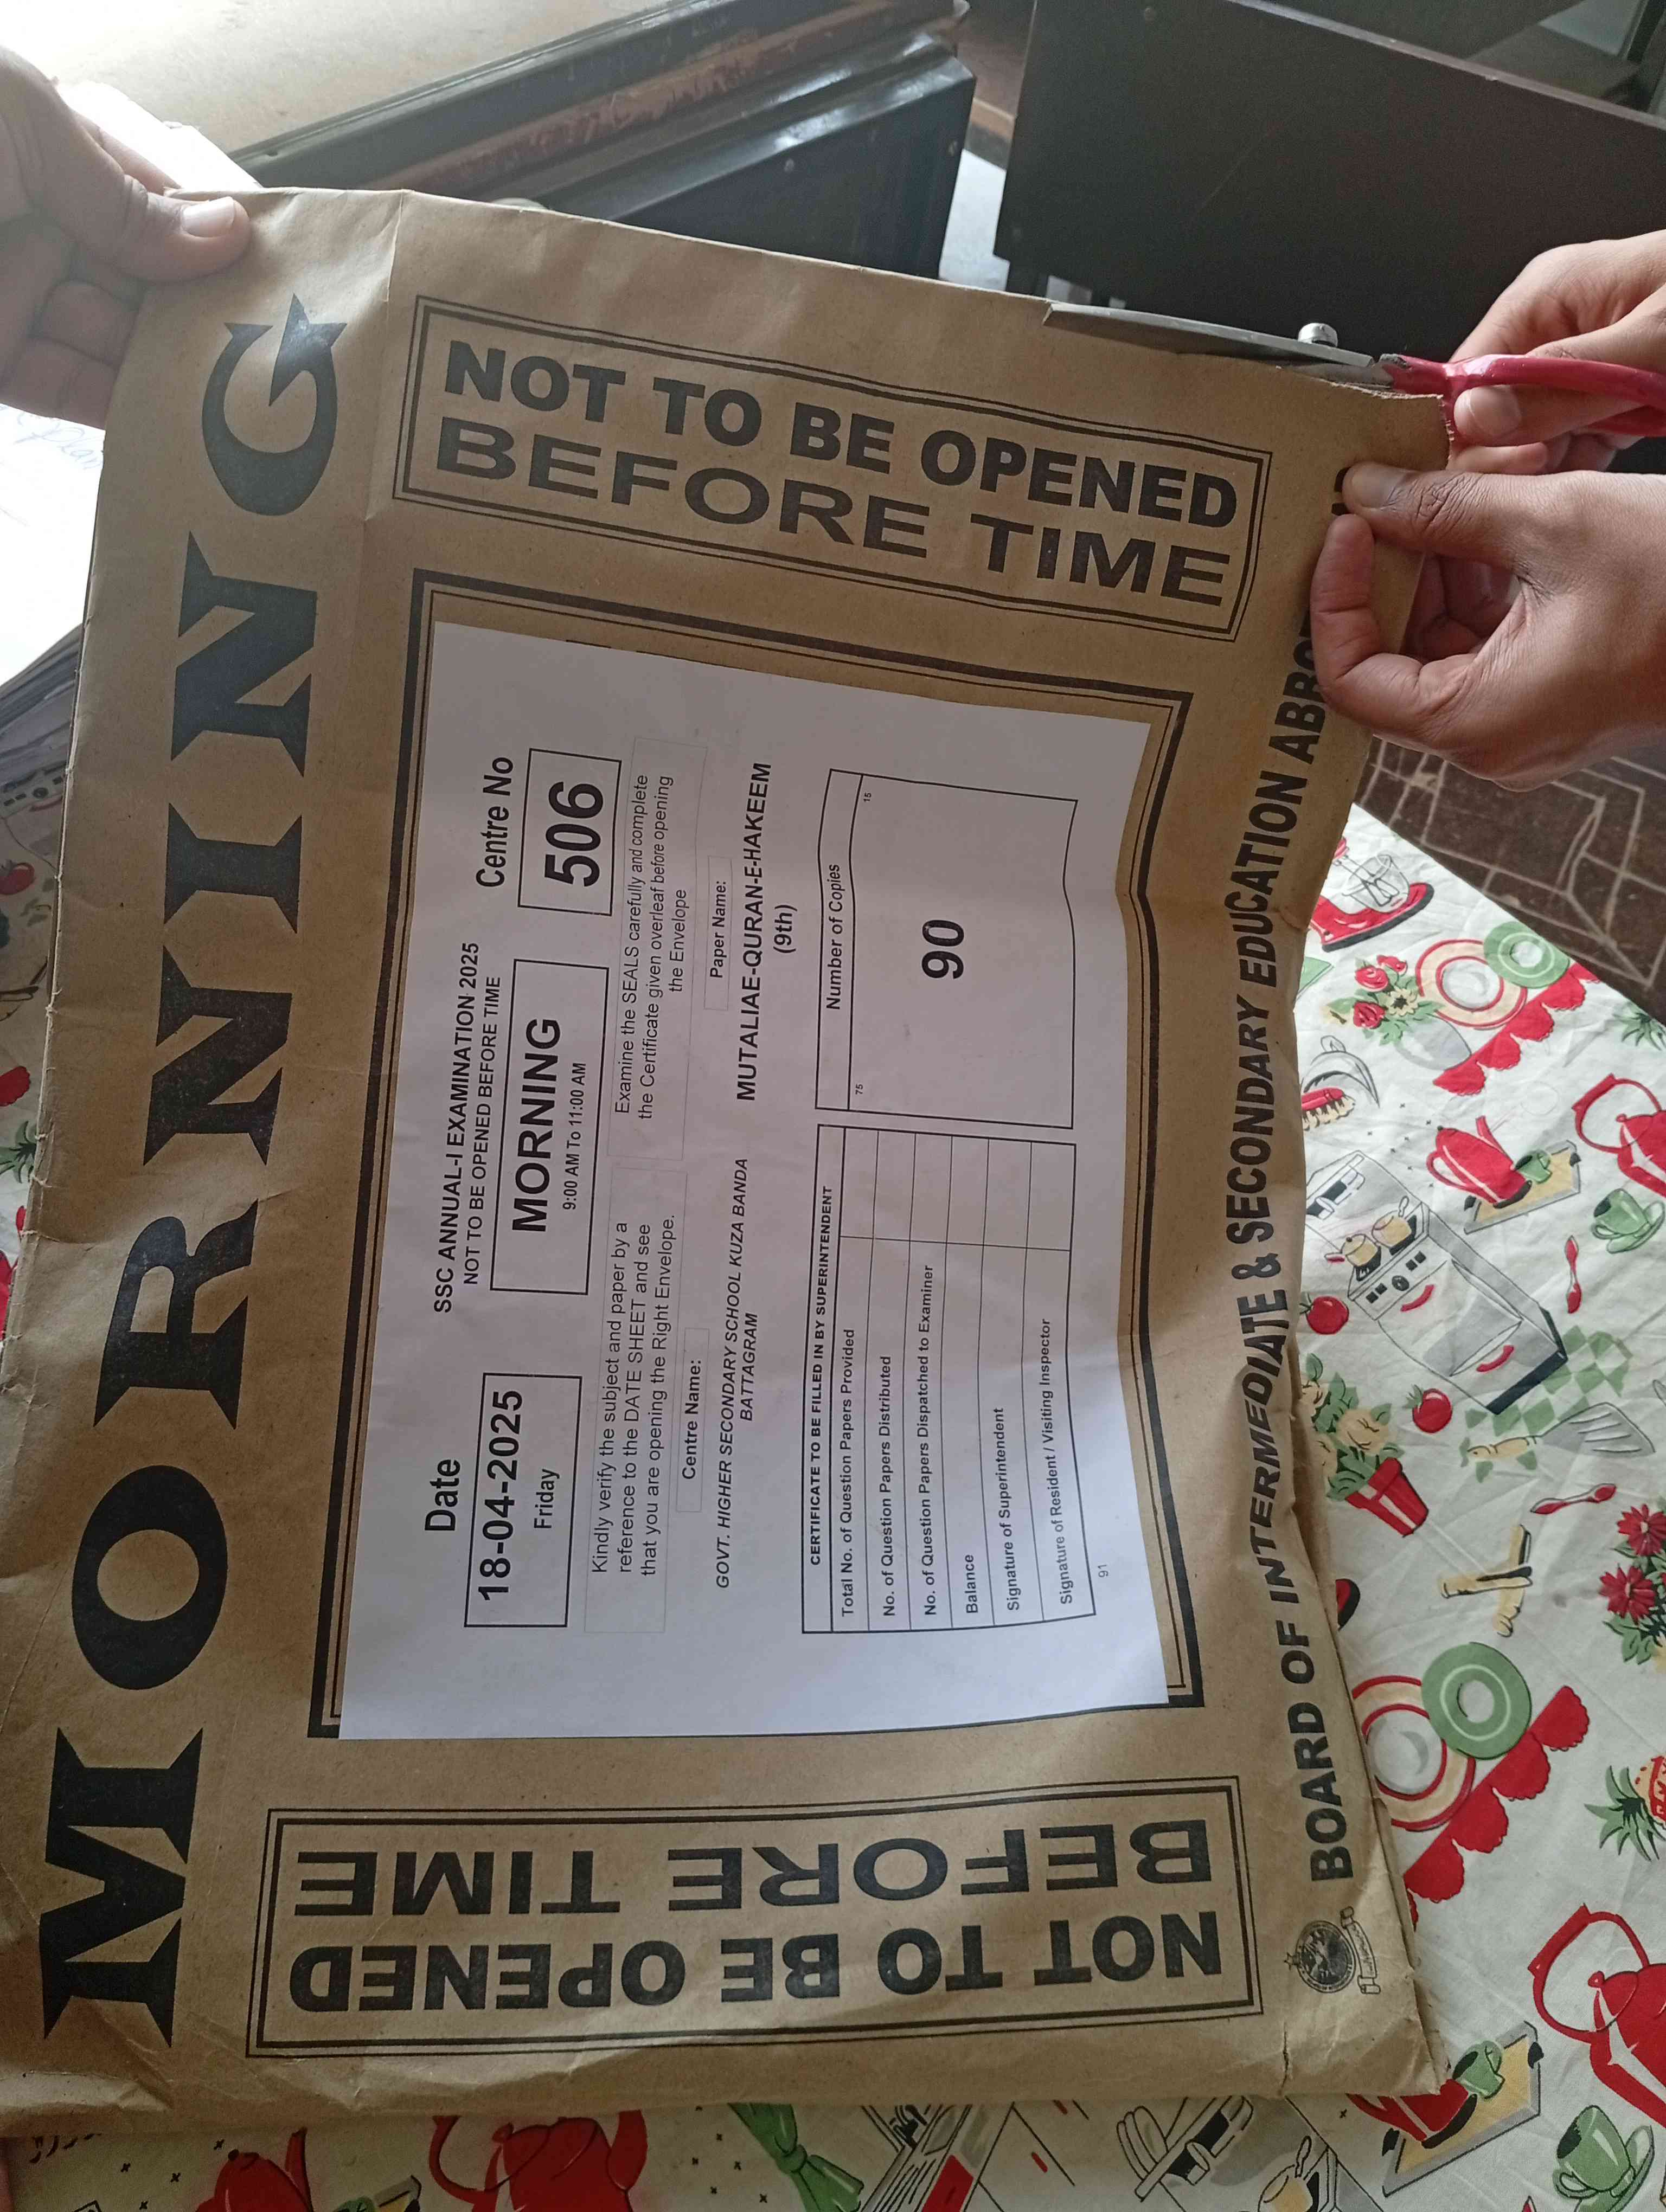 MORNING
NOT TO BE OPENED
BEFORE TIME
SSC ANNUAL-I EXAMINATION 2025
NOT TO BE OPENED BEFORE TIME
Date
18-04-2025
Friday
MORNING
9:00 AM To 11:00 AM
Centre No
506
Kindly verify the subject and paper by a
reference to the DATE SHEET and see
that you are opening the Right Envelope.
Examine the SEALS carefully and complete
the Certificate given overleaf before opening
the Envelope
Centre Name:
GOVT. HIGHER SECONDARY SCHOOL KUZA BANDA
BATTAGRAM
Paper Name:
MUTALIAE-QURAN-E-HAKEEM
(9th)
CERTIFICATE TO BE FILLED IN BY SUPERINTENDENT
Total No. of Question Papers Provided
No. of Question Papers Distributed
No. of Question Papers Dispatched to Examiner
Balance
Signature of Superintendent
Signature of Resident / Visiting Inspector
Number of Copies
75 15
90
91
NOT TO BE OPENED
BEFORE TIME
BOARD OF INTERMEDIATE & SECONDARY EDUCATION